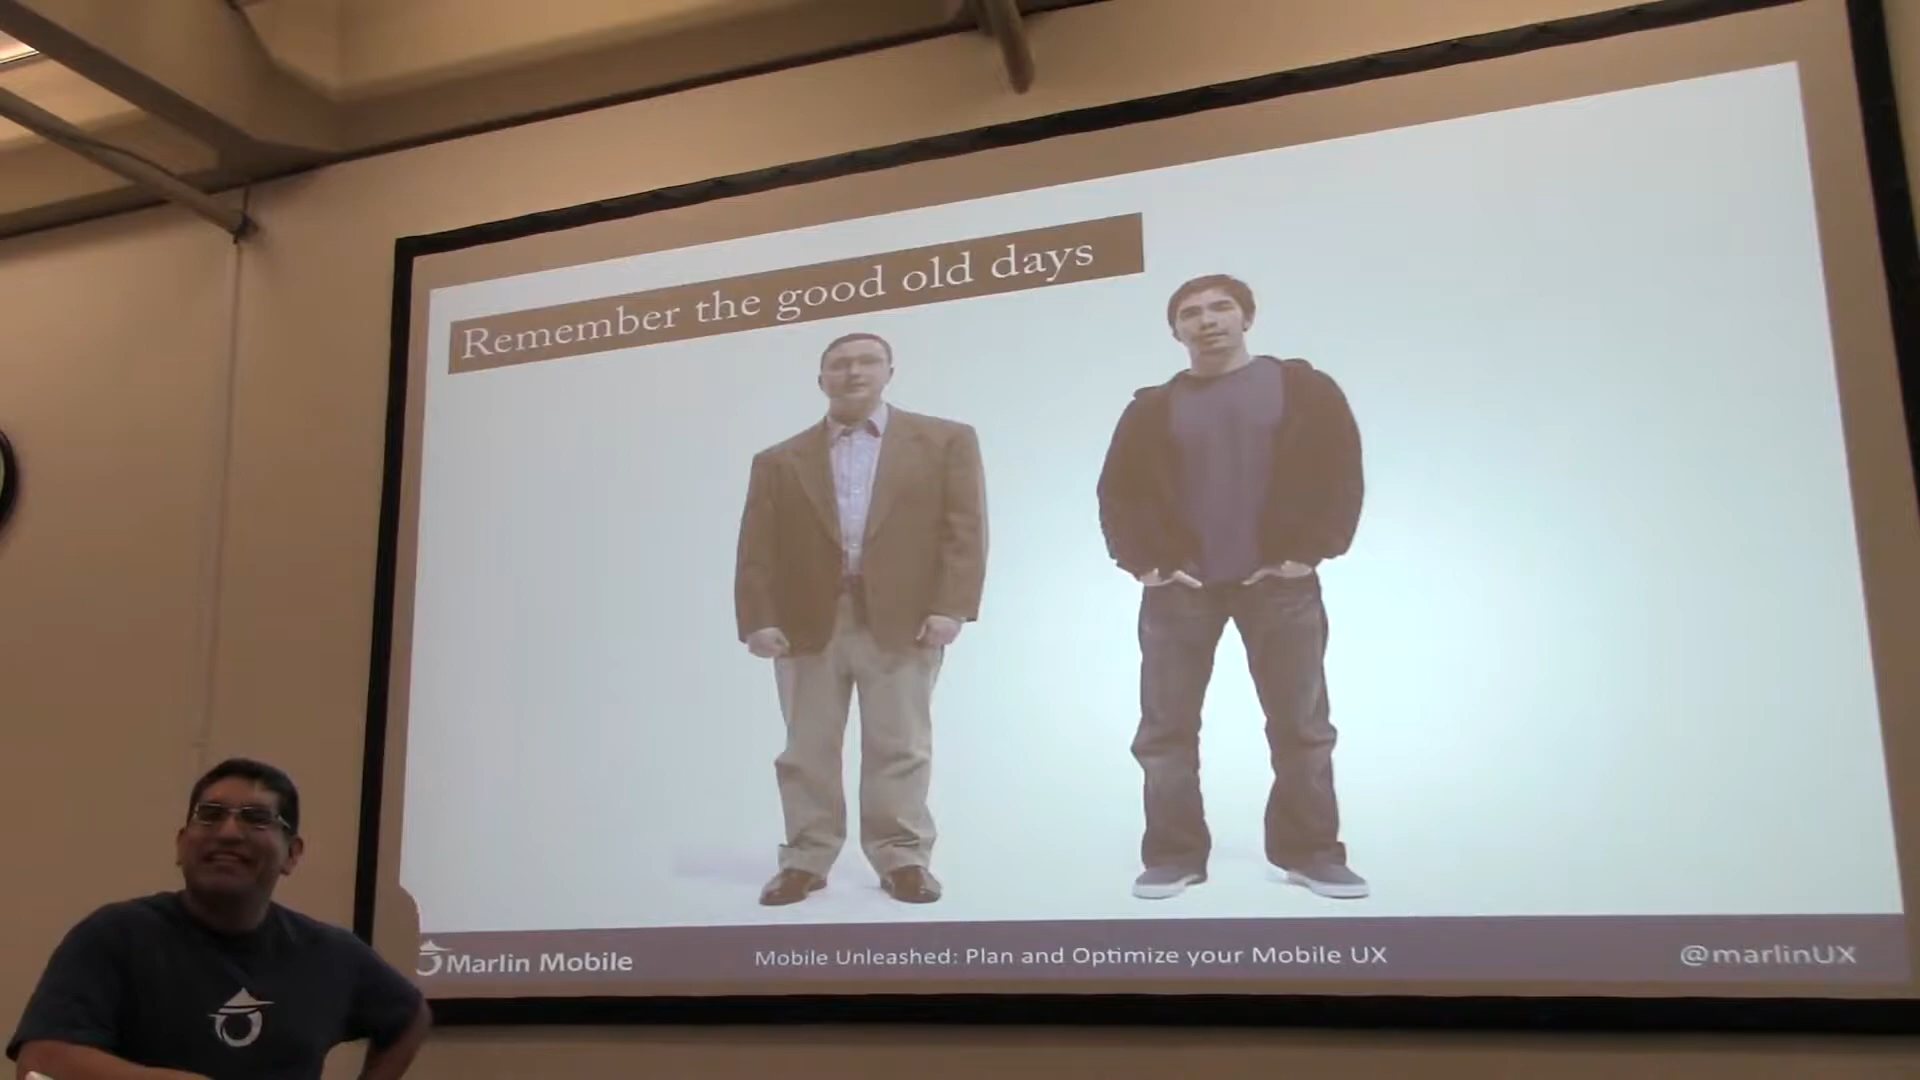 Remember the good old days
Marlin Mobile
Mobile Unleashed: Plan and Optimize your Mobile UX
@marlinUX